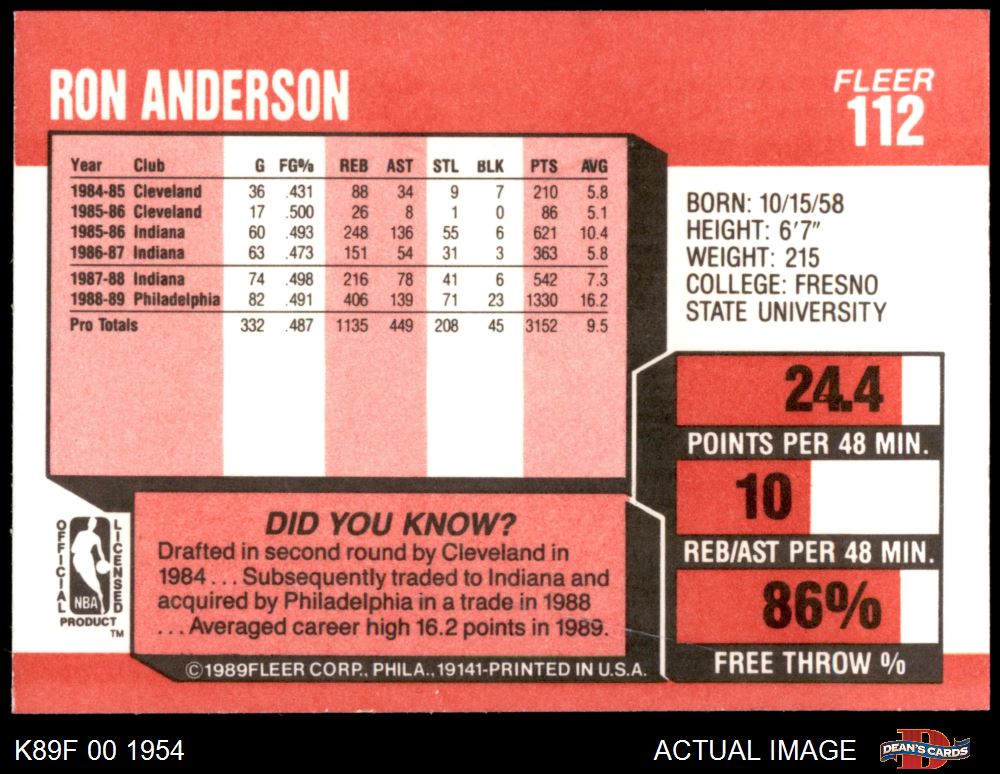 RON ANDERSON
FLEER
112
Year Club G FG% REB AST STL BLK PTS AVG
1984-85 Cleveland 36 .431 88 34 9 7 210 5.8
1985-86 Cleveland 17 .500 26 8 1 0 86 5.1
1985-86 Indiana 60 .493 248 136 55 6 621 10.4
1986-87 Indiana 63 .473 151 54 31 3 363 5.8
1987-88 Indiana 74 .498 216 78 41 6 542 7.3
1988-89 Philadelphia 82 .491 406 139 71 23 1330 16.2
Pro Totals 332 .487 1135 449 208 45 3152 9.5
BORN: 10/15/58
HEIGHT: 6'7"
WEIGHT: 215
COLLEGE: FRESNO
STATE UNIVERSITY
24.4
POINTS PER 48 MIN.
10
REB/AST PER 48 MIN.
86%
FREE THROW %
OFFICIAL
LICENSED
NBA
PRODUCT
TM
DID YOU KNOW?
Drafted in second round by Cleveland in
1984... Subsequently traded to Indiana and
acquired by Philadelphia in a trade in 1988
...Averaged career high 16.2 points in 1989.
©1989FLEER CORP., PHILA., 19141-PRINTED IN U.S.A.
K89F 00 1954
ACTUAL IMAGE
D
DEAN'S CARDS